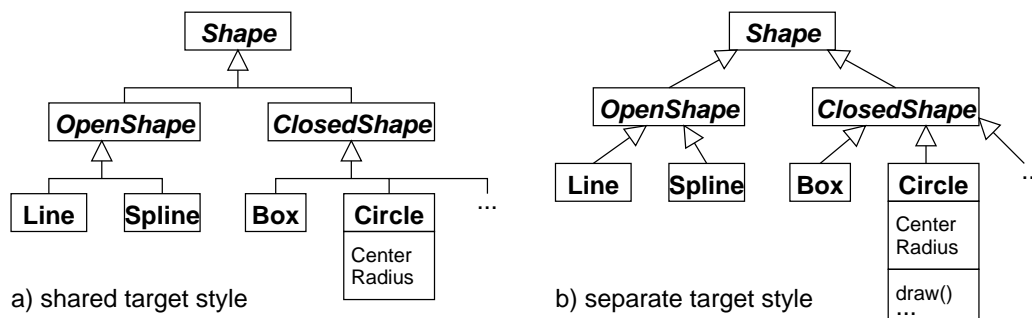 Shape
OpenShape
ClosedShape
Line
Spline
Box
Circle
...
Center
Radius
a) shared target style
Shape
OpenShape
ClosedShape
Line
Spline
Box
Circle
...
Center
Radius
draw()
...
b) separate target style